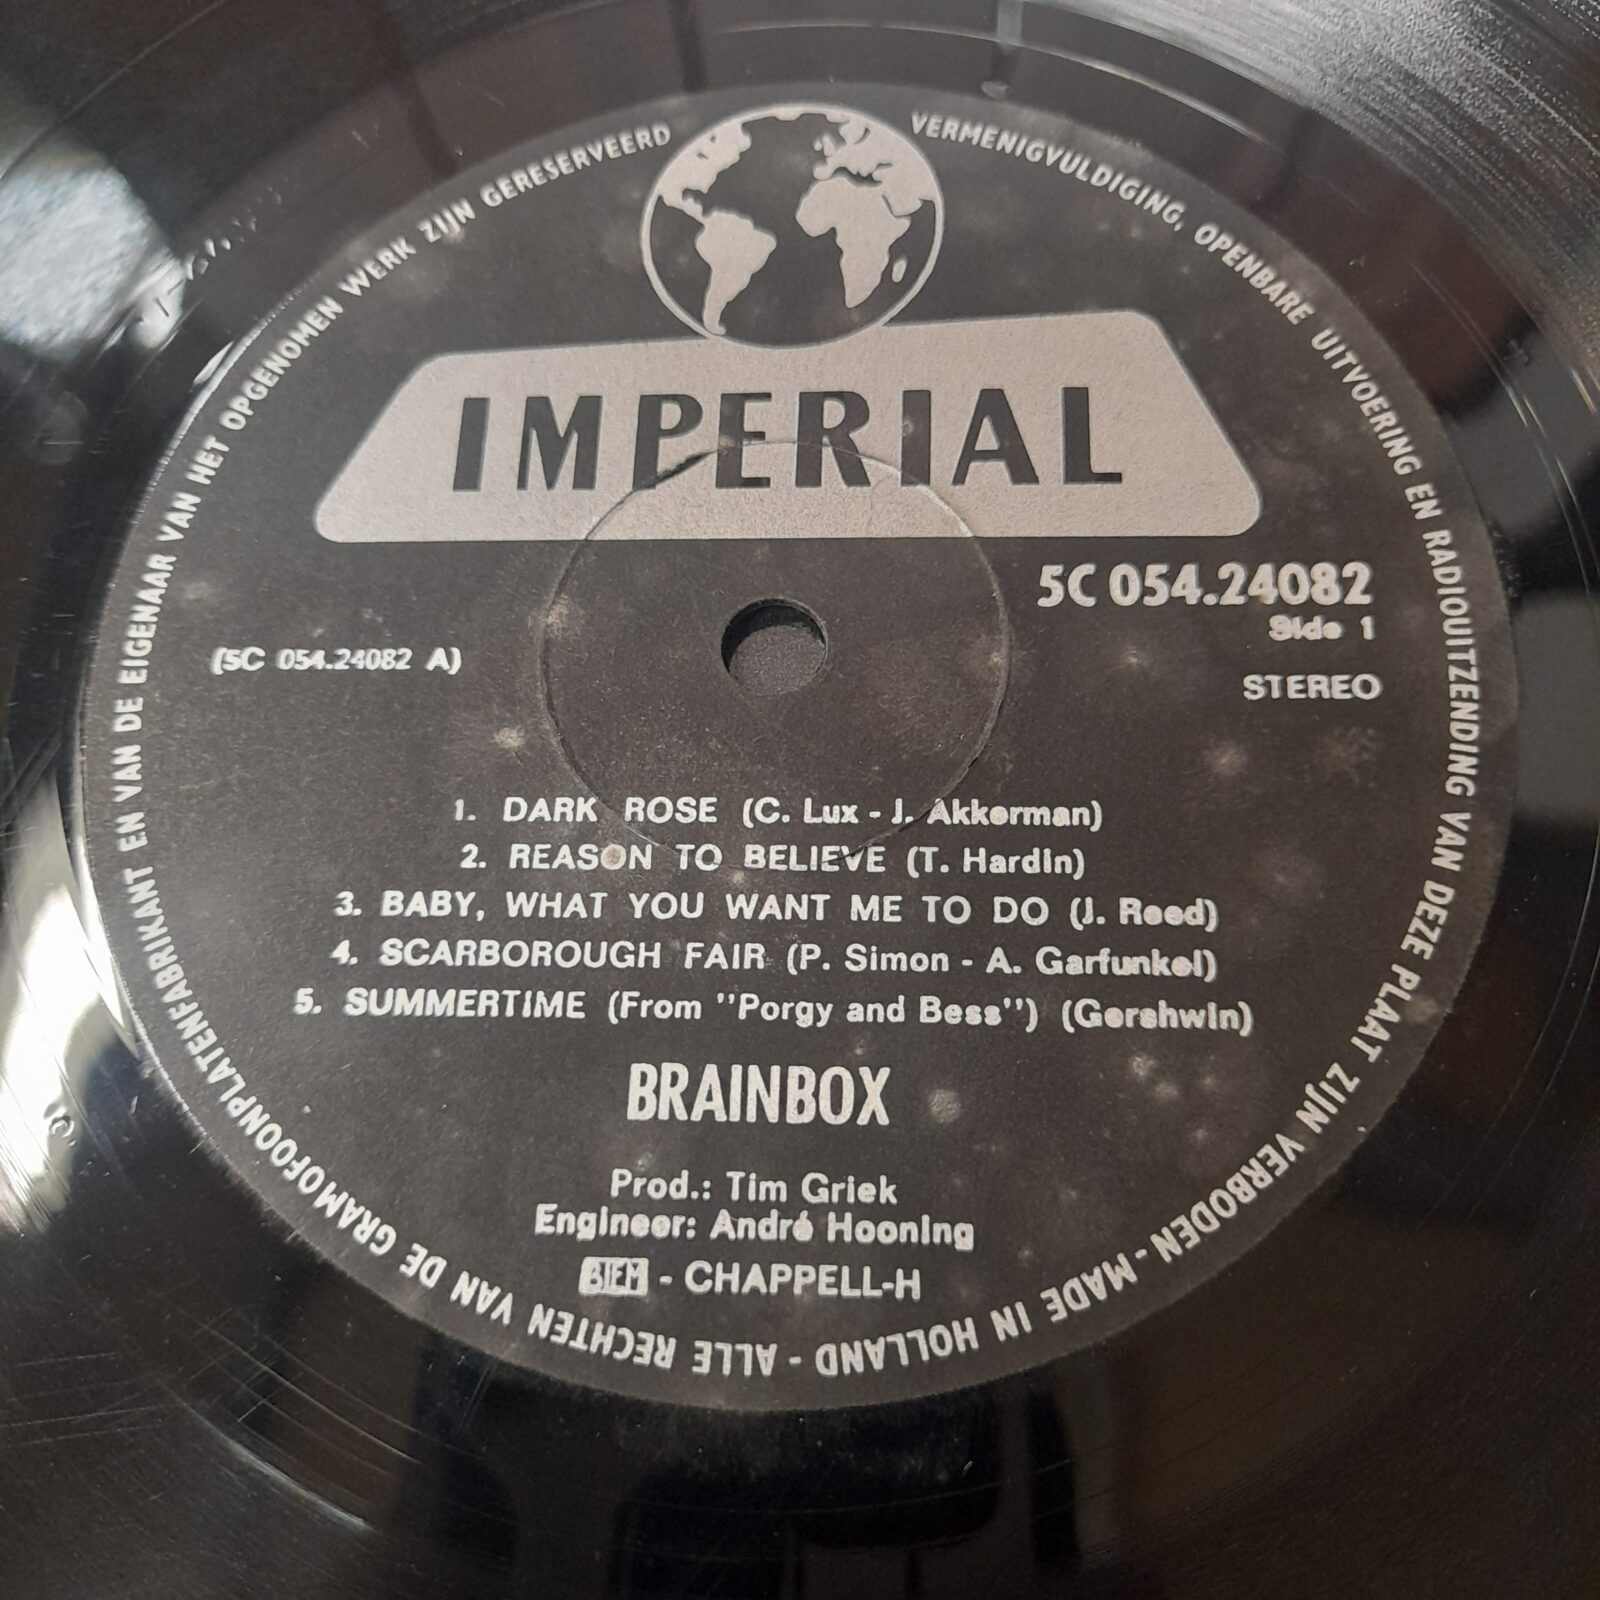 ALLE RECHTEN VAN DE GRAMOFOONPLATENFABRIKANT EN VAN DE EIGENAAR VAN HET OPGENOMEN WERK ZIJN GERESERVEERD
VERMENIGVULDIGING, OPENBARE UITVOERING EN RADIOUITZENDING VAN DEZE PLAAT ZIJN VERBODEN - MADE IN HOLLAND -
IMPERIAL
5C 054.24082
Side 1
(5C 054.24082 A)
STEREO
1. DARK ROSE (C. Lux - J. Akkerman)
2. REASON TO BELIEVE (T. Hardin)
3. BABY, WHAT YOU WANT ME TO DO (J. Reed)
4. SCARBOROUGH FAIR (P. Simon - A. Garfunkel)
5. SUMMERTIME (From "Porgy and Bess") (Gershwin)
BRAINBOX
Prod.: Tim Griek
Engineer: André Hooning
BIEM - CHAPPELL-H